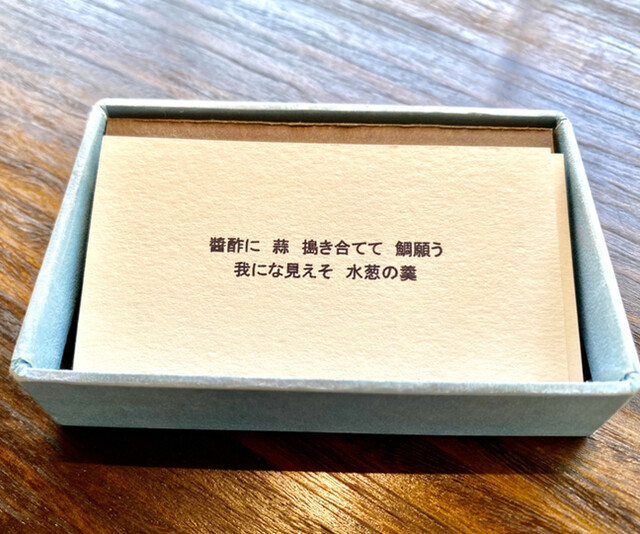 醬酢に 蒜 搗き合てて 鯛願う
我にな見えそ 水葱の羹